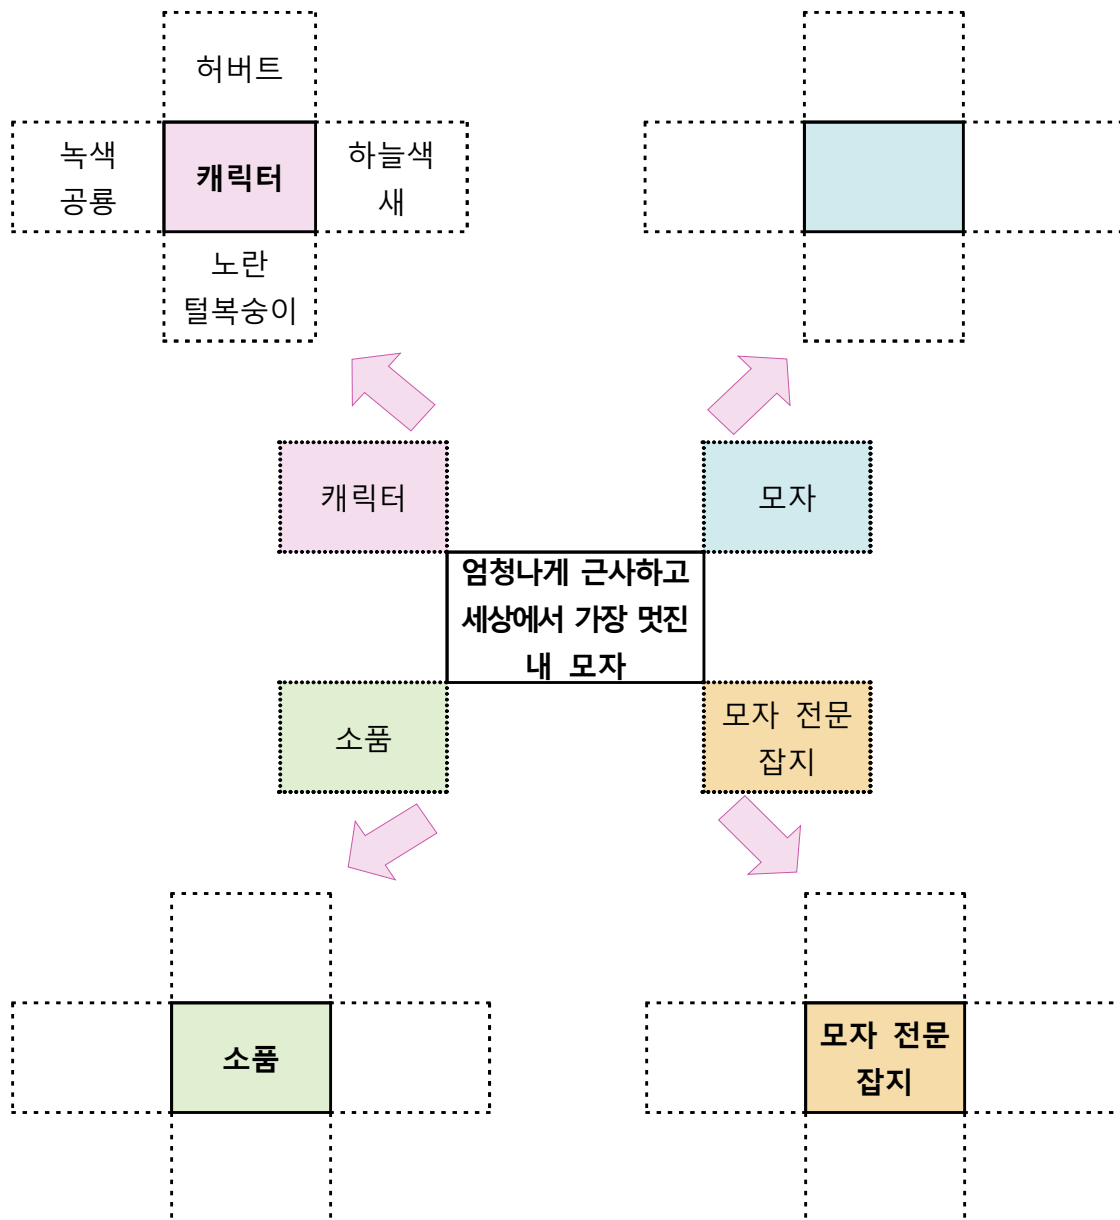 허버트
녹색
공룡
캐릭터
하늘색
새
노란
털복숭이
캐릭터
모자
엄청나게 근사하고
세상에서 가장 멋진
내 모자
소품
모자 전문
잡지
소품
모자 전문
잡지